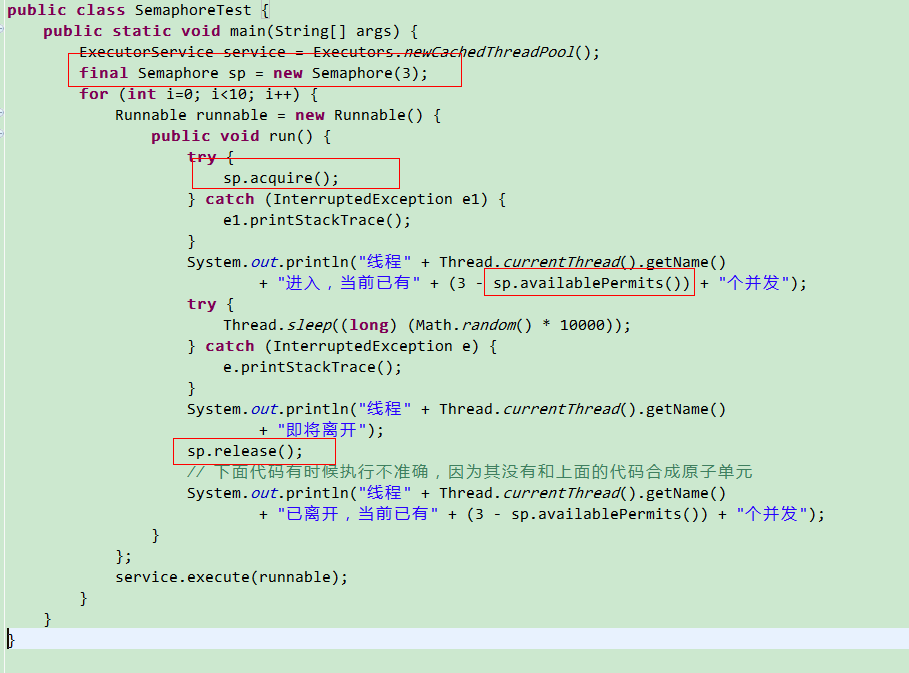 public class SemaphoreTest {
    public static void main(String[] args) {
        ExecutorService service = Executors.newCachedThreadPool();
        final Semaphore sp = new Semaphore(3);
        for (int i=0; i<10; i++) {
            Runnable runnable = new Runnable() {
                public void run() {
                    try {
                        sp.acquire();
                    } catch (InterruptedException e1) {
                        e1.printStackTrace();
                    }
                    System.out.println("线程" + Thread.currentThread().getName()
                            + "进入，当前已有" + (3 - sp.availablePermits()) + "个并发");
                    try {
                        Thread.sleep((long) (Math.random() * 10000));
                    } catch (InterruptedException e) {
                        e.printStackTrace();
                    }
                    System.out.println("线程" + Thread.currentThread().getName()
                            + "即将离开");
                    sp.release();
                    // 下面代码有时候执行不准确，因为其没有和上面的代码合成原子单元
                    System.out.println("线程" + Thread.currentThread().getName()
                            + "已离开，当前已有" + (3 - sp.availablePermits()) + "个并发");
                }
            };
            service.execute(runnable);
        }
    }
}